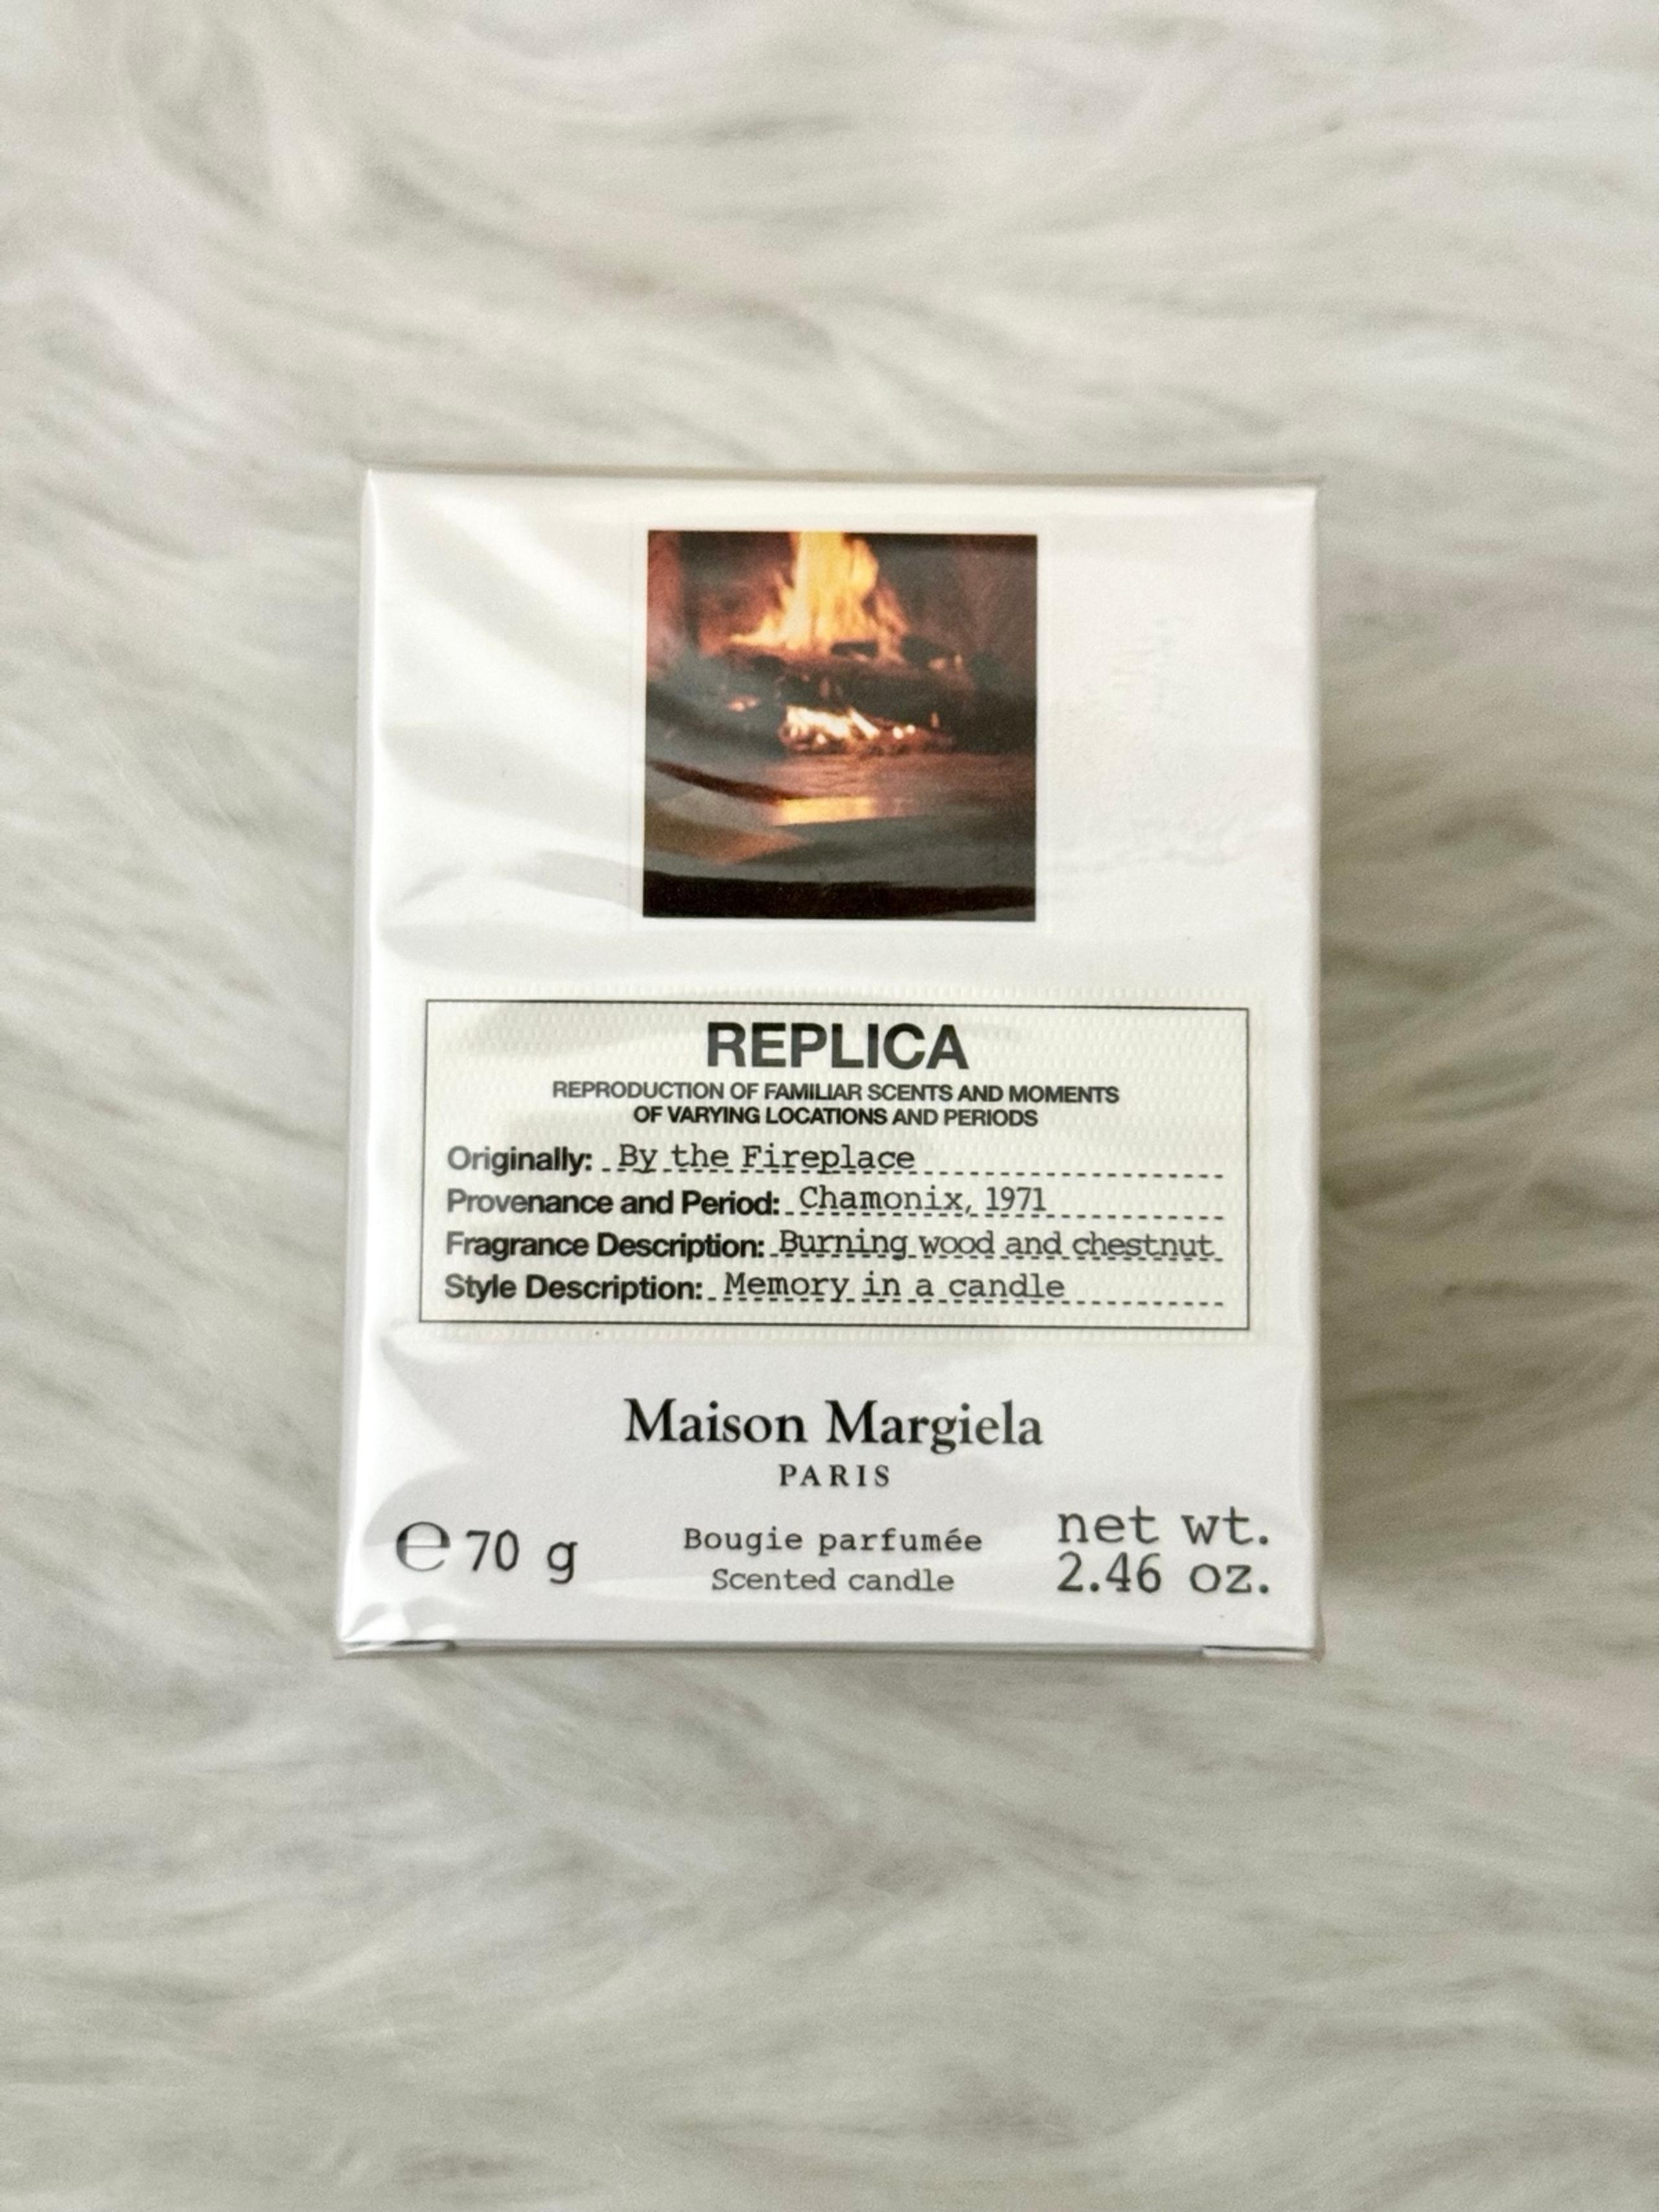 REPLICA
REPRODUCTION OF FAMILIAR SCENTS AND MOMENTS
OF VARYING LOCATIONS AND PERIODS
Originally: By the Fireplace
Provenance and Period: Chamonix, 1971
Fragrance Description: Burning wood and chestnut
Style Description: Memory in a candle
Maison Margiela
PARIS
℮ 70 g
Bougie parfumée
Scented candle
net wt.
2.46 oz.